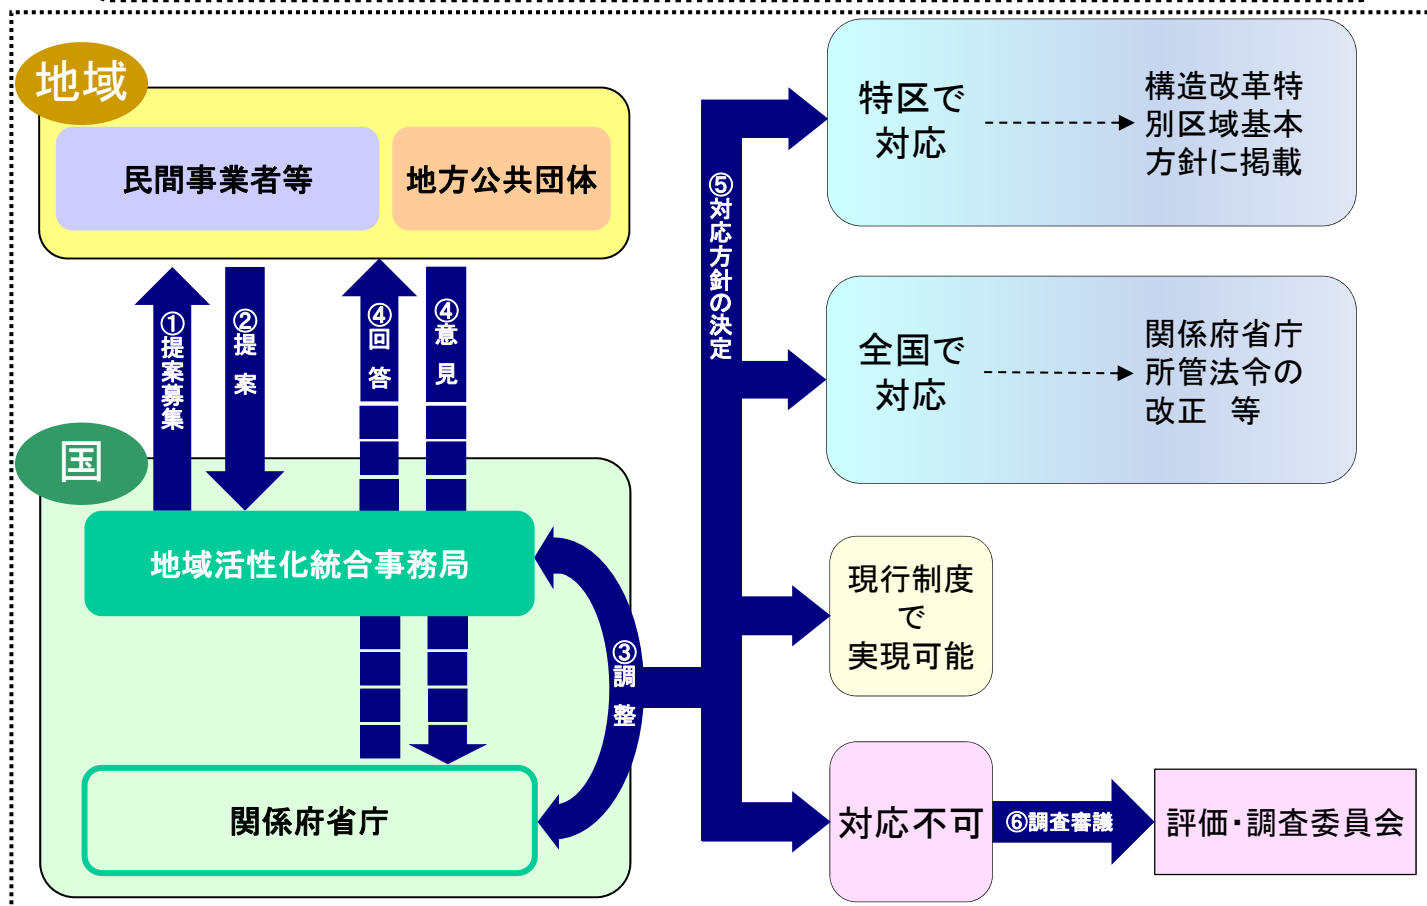 地域
民間事業者等
地方公共団体
①提案募集
②提案
④回答
④意見
国
地域活性化統合事務局
③調整
関係府省庁
⑤対応方針の決定
特区で
対応
構造改革特
別区域基本
方針に掲載
全国で
対応
関係府省庁
所管法令の
改正 等
現行制度
で
実現可能
対応不可
⑥調査審議
評価・調査委員会